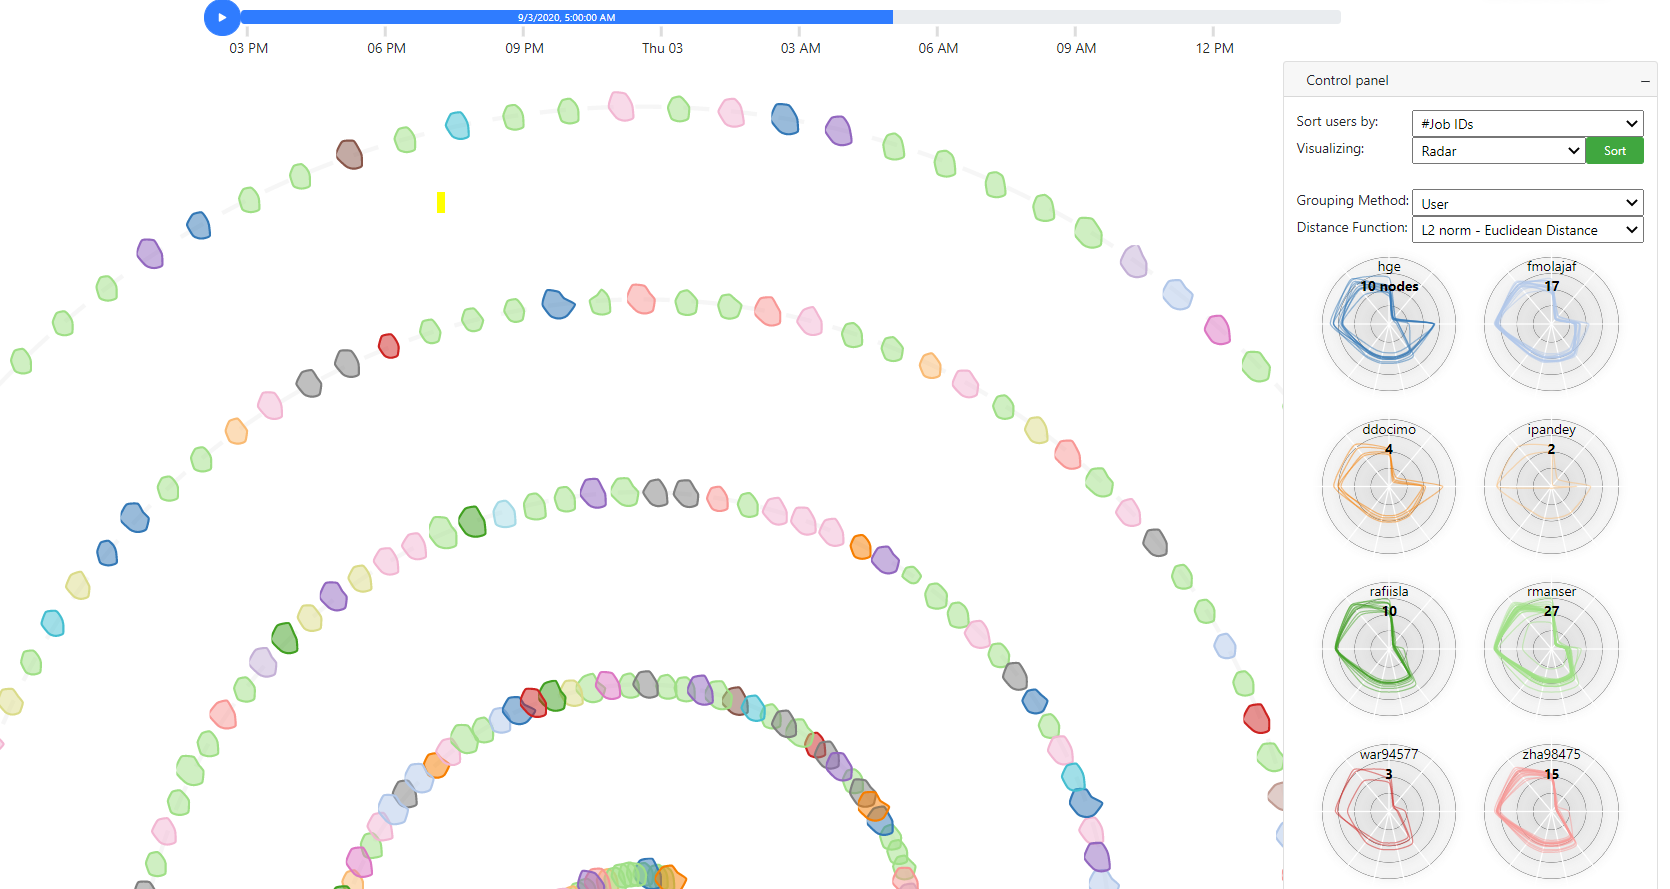 9/3/2020, 5:00:00 AM
03 PM 06 PM 09 PM Thu 03 03 AM 06 AM 09 AM 12 PM
Control panel –
Sort users by: #Job IDs
Visualizing: Radar Sort
Grouping Method: User
Distance Function: L2 norm - Euclidean Distance
hge fmolajaf
10 nodes 17
ddocimo ipandey
4 2
rafiisla rmanser
10 27
war94577 zha98475
3 15